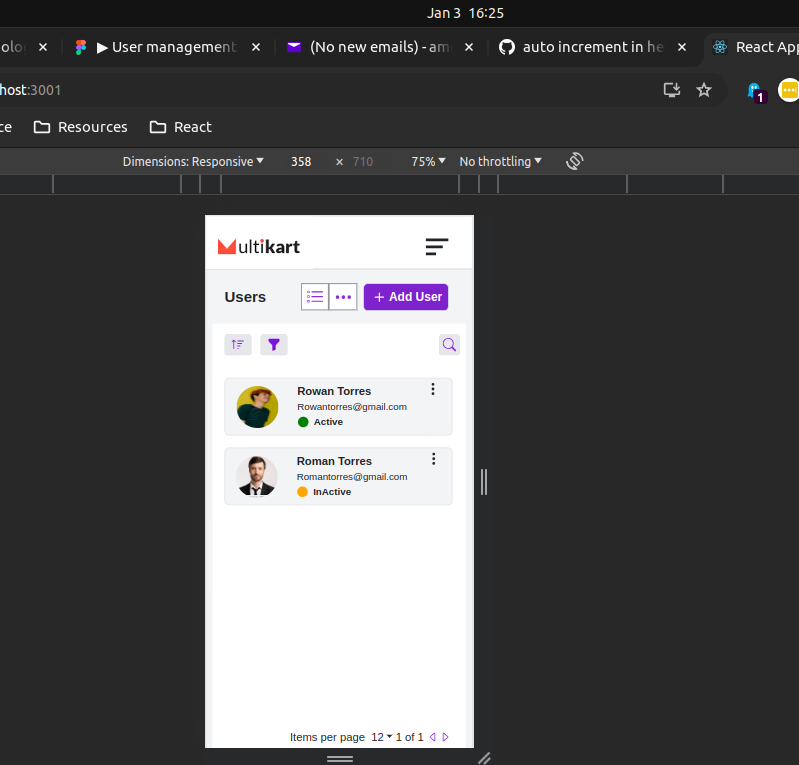 Jan 3 16:25
User management
(No new emails) - am
auto increment in he
React App
host:3001
1
ce
Resources
React
Dimensions: Responsive
358
×
710
75%
No throttling
Multikart
Users
+ Add User
Rowan Torres
Rowantorres@gmail.com
Active
Roman Torres
Romantorres@gmail.com
InActive
Items per page 12 1 of 1